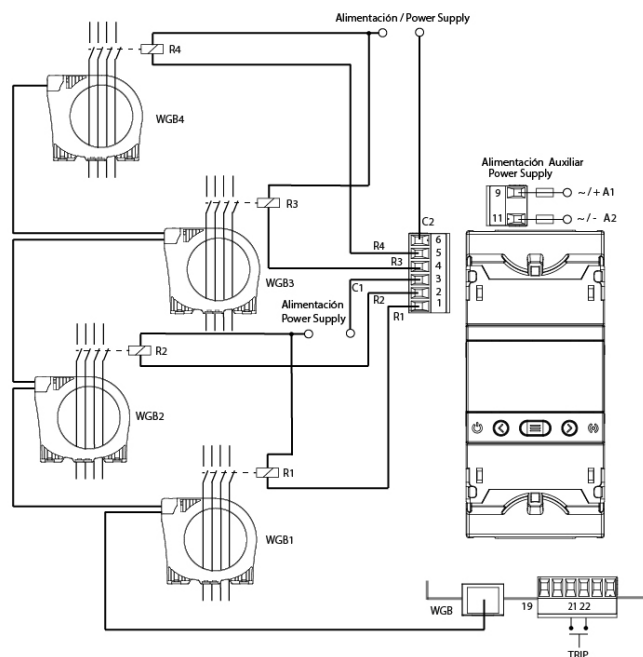 Alimentación / Power Supply
R4
WGB4
Alimentación Auxiliar
Power Supply
9
~ / + A1
11
~ / - A2
R3
C2
6
R4
5
R3
4
WGB3
C1
3
Alimentación
Power Supply
R2
2
R1
1
R2
WGB2
R1
WGB1
WGB
19
21 22
TRIP